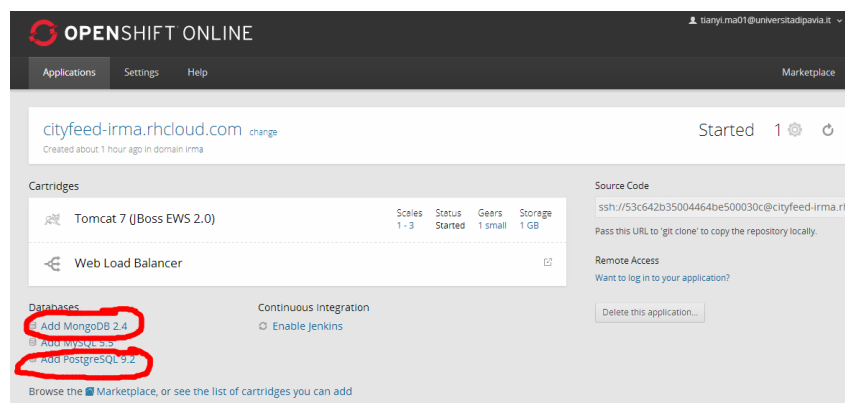 OPENSHIFT ONLINE
tianyi.ma01@universitadipavia.it
Applications Settings Help Marketplace
cityfeed-irma.rhcloud.com change
Started 1
Created about 1 hour ago in domain irma
Cartridges
Tomcat 7 (JBoss EWS 2.0)
Scales Status Gears Storage
1 - 3 Started 1 small 1 GB
Web Load Balancer
Source Code
ssh://53c642b35004464be500030c@cityfeed-irma.r
Pass this URL to 'git clone' to copy the repository locally.
Remote Access
Want to log in to your application?
Delete this application...
Databases
Add MongoDB 2.4
Add MySQL 5.5
Add PostgreSQL 9.2
Continuous Integration
Enable Jenkins
Browse the Marketplace, or see the list of cartridges you can add